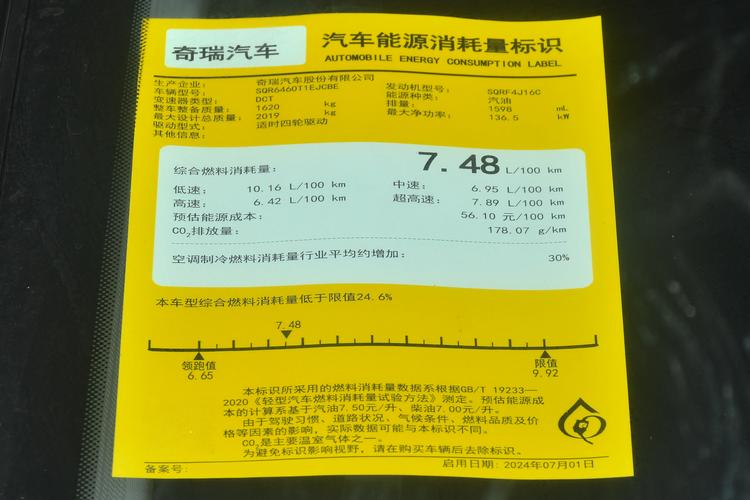 奇瑞汽车
汽车能源消耗量标识
AUTOMOBILE ENERGY CONSUMPTION LABEL
生产企业： 奇瑞汽车股份有限公司
车辆型号： SQR6460T1EJCBE 发动机型号： SQRF4J16C
变速器类型： DCT 能源种类： 汽油
整车整备质量： 1620 kg 排量： 1598 mL
最大设计总质量： 2019 kg 最大净功率： 136.5 kW
驱动型式： 适时四轮驱动
其他信息：
综合燃料消耗量： 7.48 L/100 km
低速： 10.16 L/100 km 中速： 6.95 L/100 km
高速： 6.42 L/100 km 超高速： 7.89 L/100 km
预估能源成本： 56.10 元/100 km
CO₂排放量： 178.07 g/km
空调制冷燃料消耗量行业平均约增加： 30%
本车型综合燃料消耗量低于限值24.6%
7.48
领跑值 限值
6.65 9.92
本标识所采用的燃料消耗量数据系根据GB/T 19233—
2020《轻型汽车燃料消耗量试验方法》测定。预估能源成
本的计算系基于汽油7.50元/升、柴油7.00元/升。
由于驾驶习惯、道路状况、气候条件、燃料品质及价
格等因素的影响，实际数据可能与本标识不同。
CO₂是主要温室气体之一。
为避免标识影响视野，请在购买车辆后去除标识。
备案号： 启用日期：2024年07月01日